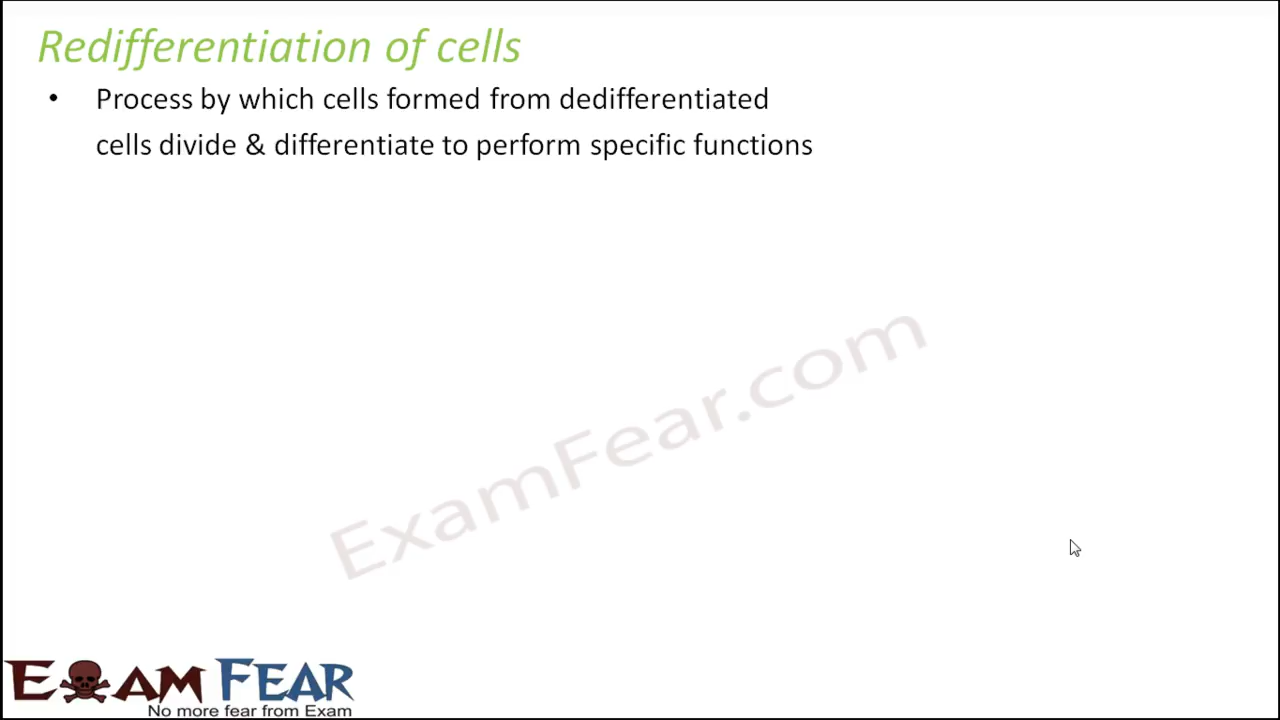 Redifferentiation of cells
• Process by which cells formed from dedifferentiated
cells divide & differentiate to perform specific functions
ExamFear.com
EXAM FEAR
No more fear from Exam